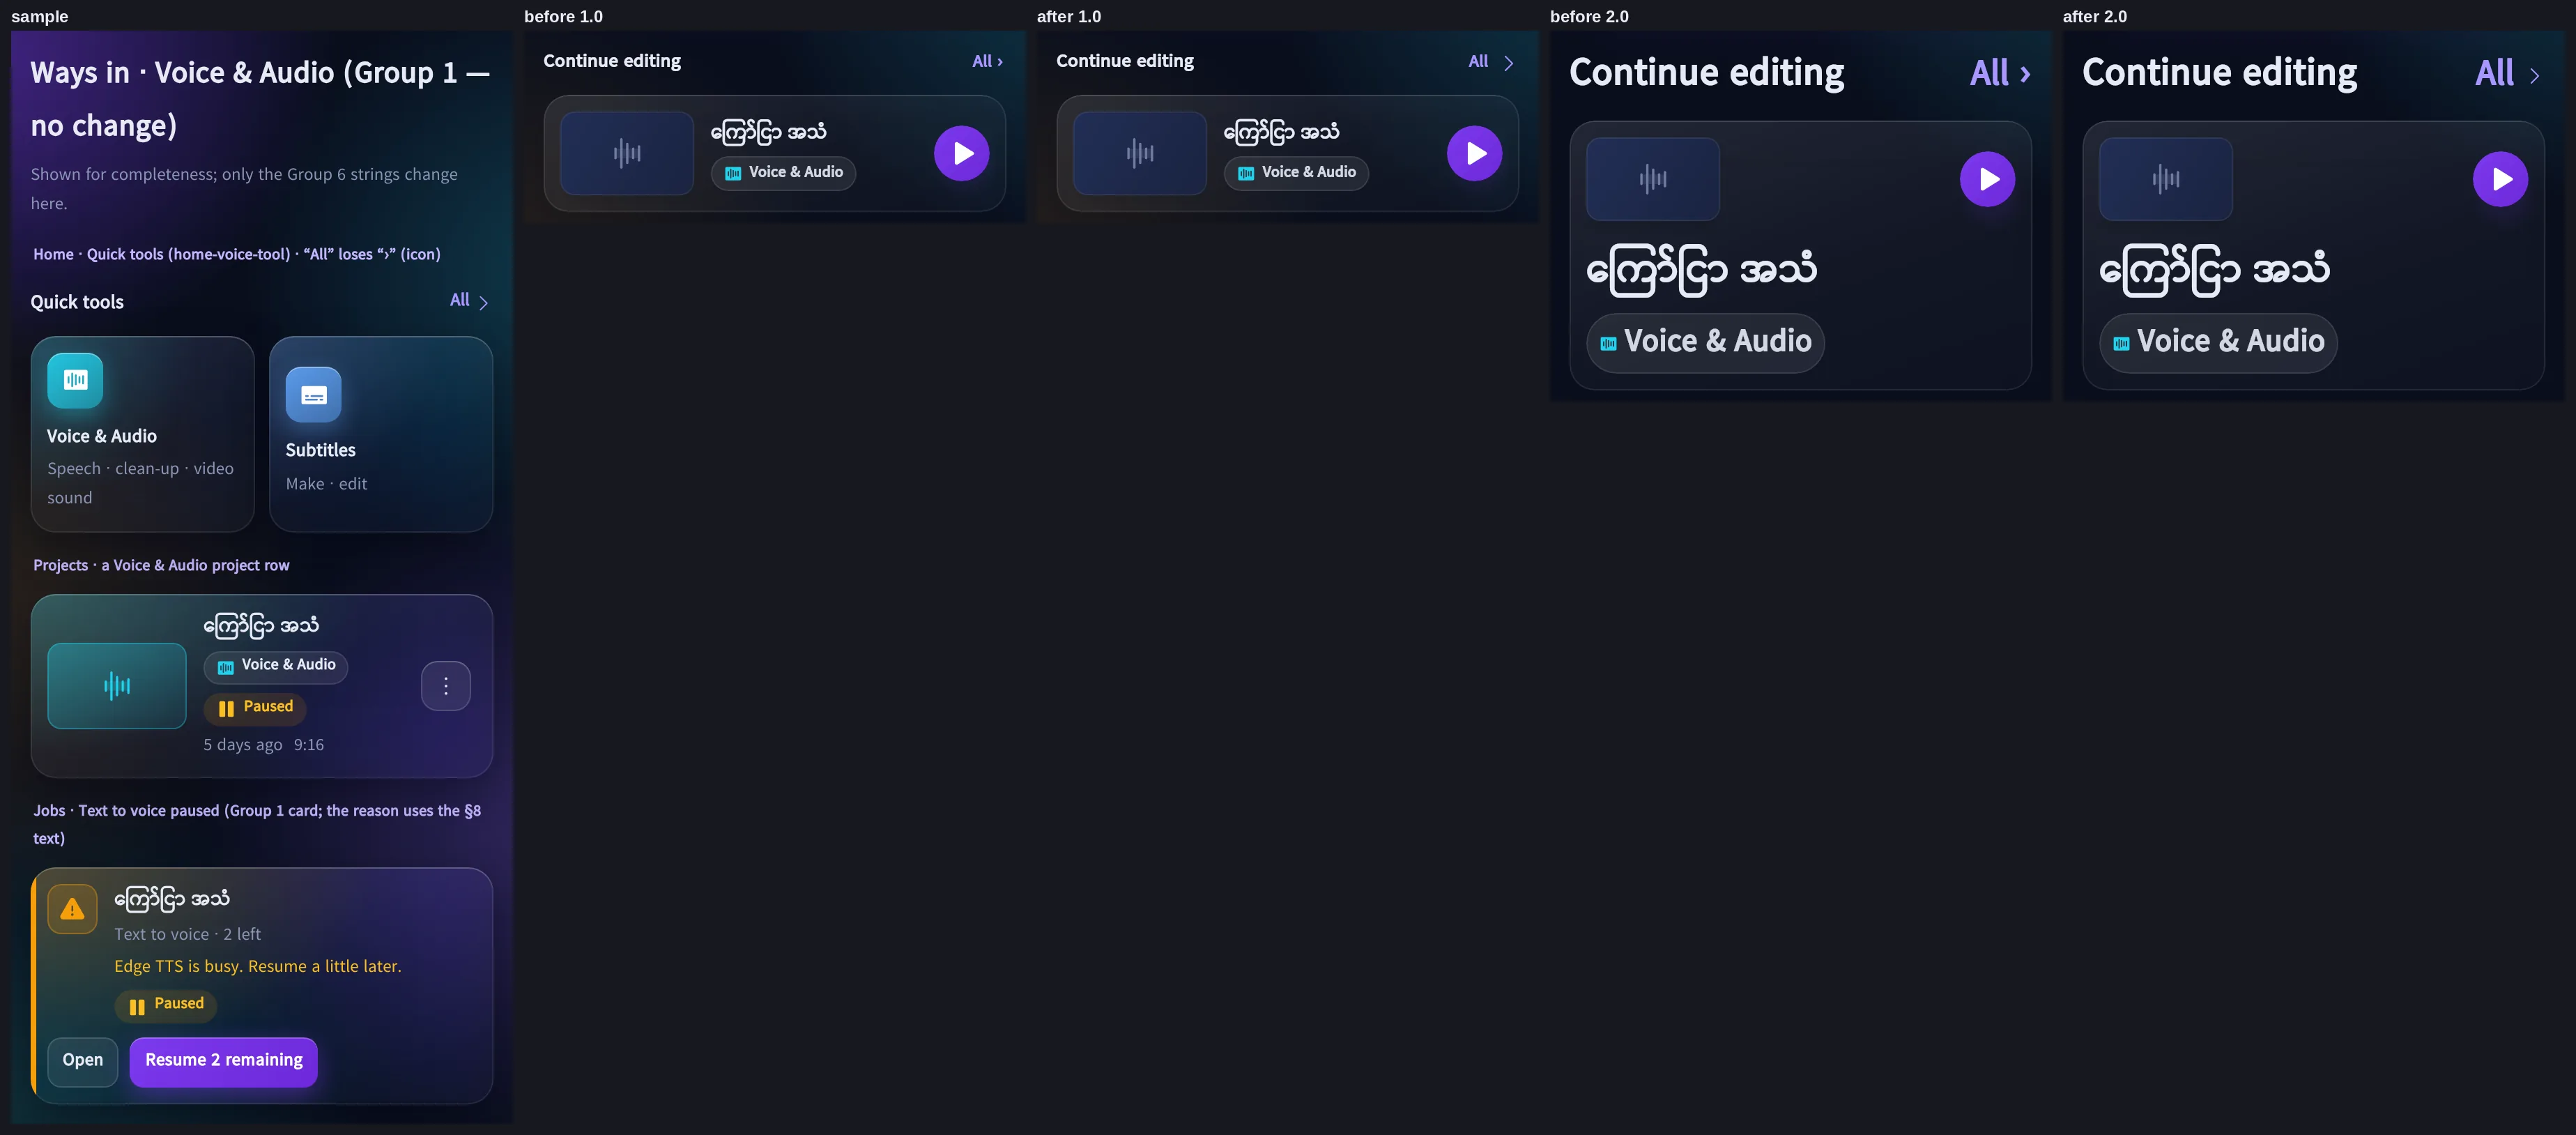 sample
Ways in · Voice & Audio (Group 1 —
no change)
Shown for completeness; only the Group 6 strings change
here.
Home · Quick tools (home-voice-tool) · “All” loses “›” (icon)
Quick tools
All
Voice & Audio
Speech · clean-up · video
sound
Subtitles
Make · edit
Projects · a Voice & Audio project row
ကြော်ငြာ အသံ
Voice & Audio
Paused
5 days ago 9:16
Jobs · Text to voice paused (Group 1 card; the reason uses the §8
text)
ကြော်ငြာ အသံ
Text to voice · 2 left
Edge TTS is busy. Resume a little later.
Paused
Open
Resume 2 remaining
before 1.0
Continue editing
All ›
ကြော်ငြာ အသံ
Voice & Audio
after 1.0
Continue editing
All
ကြော်ငြာ အသံ
Voice & Audio
before 2.0
Continue editing
All ›
ကြော်ငြာ အသံ
Voice & Audio
after 2.0
Continue editing
All
ကြော်ငြာ အသံ
Voice & Audio